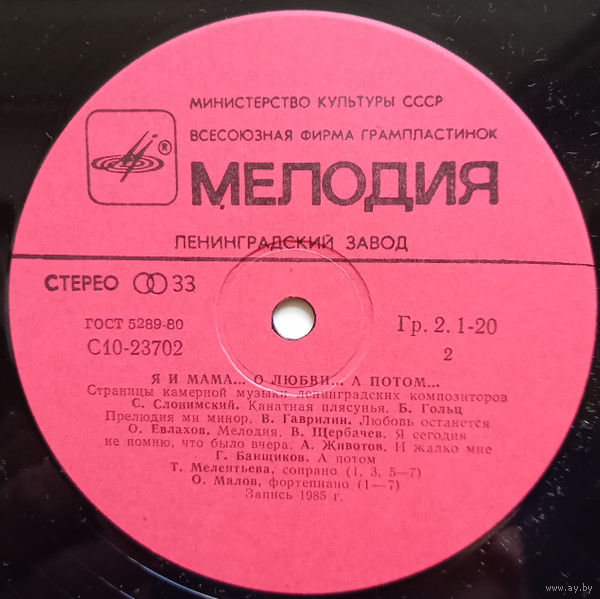 МИНИСТЕРСТВО КУЛЬТУРЫ СССР
ВСЕСОЮЗНАЯ ФИРМА ГРАМПЛАСТИНОК
®
МЕЛОДИЯ
ЛЕНИНГРАДСКИЙ ЗАВОД
СТЕРЕО 33
ГОСТ 5289-80
Гр. 2. 1-20
С10-23702
2
Я И МАМА... О ЛЮБВИ... А ПОТОМ...
Страницы камерной музыки ленинградских композиторов
С. Слонимский. Канатная плясунья. Б. Гольц
Прелюдия ми минор. В. Гаврилин. Любовь останется
О. Евлахов. Мелодия. В. Щербачев. Я сегодня
не помню, что было вчера. А. Животов. И жалко мне
Г. Банщиков. А потом
Т. Мелентьева, сопрано (1, 3, 5—7)
О. Малов, фортепиано (1—7)
Запись 1985 г.
www.ay.by